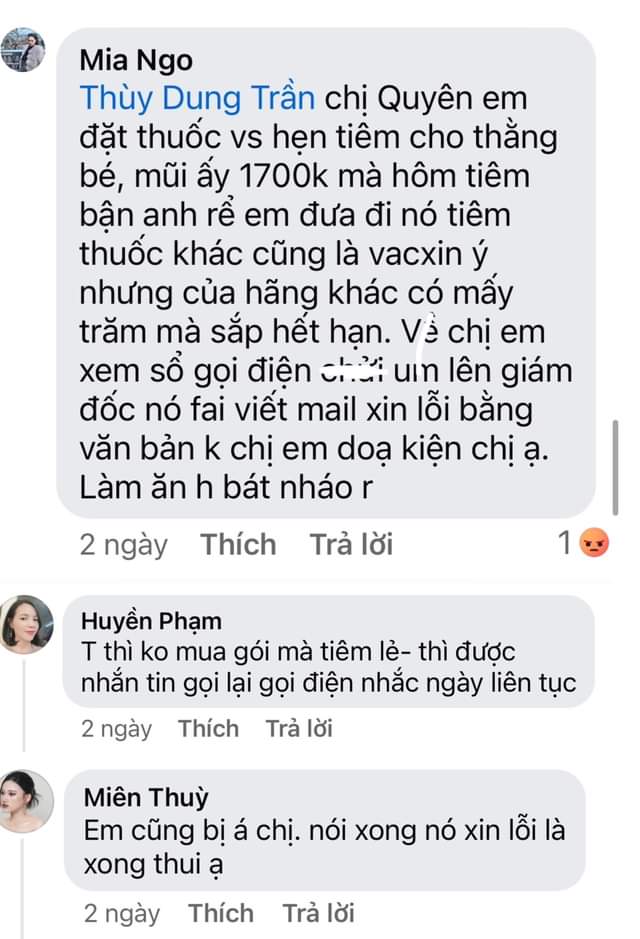 Mia Ngo
Thùy Dung Trần chị Quyên em
đặt thuốc vs hẹn tiêm cho thằng
bé, mũi ấy 1700k mà hôm tiêm
bận anh rể em đưa đi nó tiêm
thuốc khác cũng là vacxin ý
nhưng của hãng khác có mấy
trăm mà sắp hết hạn. Về chị em
xem sổ gọi điện chửi um lên giám
đốc nó fai viết mail xin lỗi bằng
văn bản k chị em doạ kiện chị ạ.
Làm ăn h bát nháo r
2 ngày Thích Trả lời 1
Huyền Phạm
T thì ko mua gói mà tiêm lẻ- thì được
nhắn tin gọi lại gọi điện nhắc ngày liên tục
2 ngày Thích Trả lời
Miên Thuỳ
Em cũng bị á chị. nói xong nó xin lỗi là
xong thui ạ
2 ngày Thích Trả lời